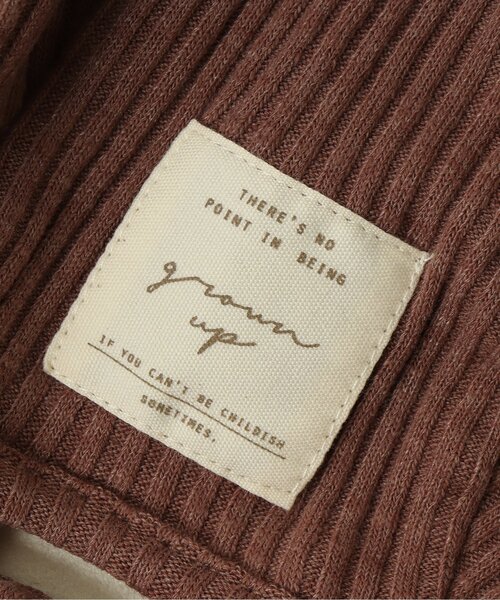 THERE'S NO
POINT IN BEING
grown
up
IF YOU CAN'T BE CHILDISH
SOMETIMES.